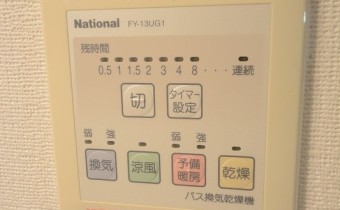 National FY-13UG1
残時間
0.5 1 1.5 2 3 4 8 ・・・ 連続
切 タイマー設定
弱 強 弱 強
換気 涼風 予備暖房 乾燥
バス換気乾燥機